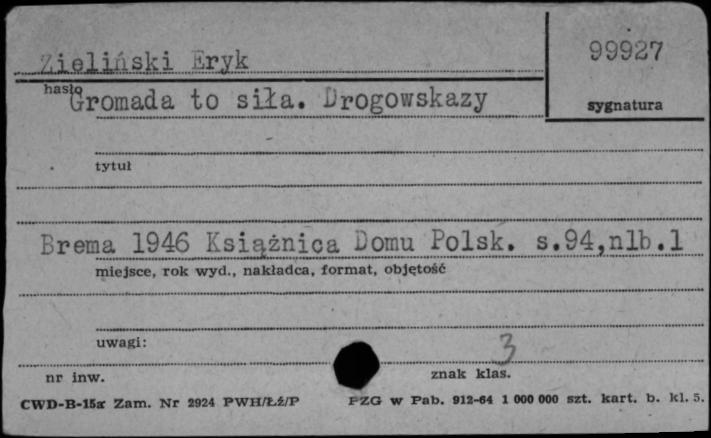 Zieliński Eryk
99927
hasło
Gromada to siła. Drogowskazy
sygnatura
tytuł
Brema 1946 Książnica Domu Polsk. s.94,nlb.1
miejsce, rok wyd., nakładca, format, objętość
uwagi:
3
nr inw.
znak klas.
CWD-B-15a Zam. Nr 2924 PWH/Łź/P
PZG w Pab. 912-64 1 000 000 szt. kart. b. kl. 5.